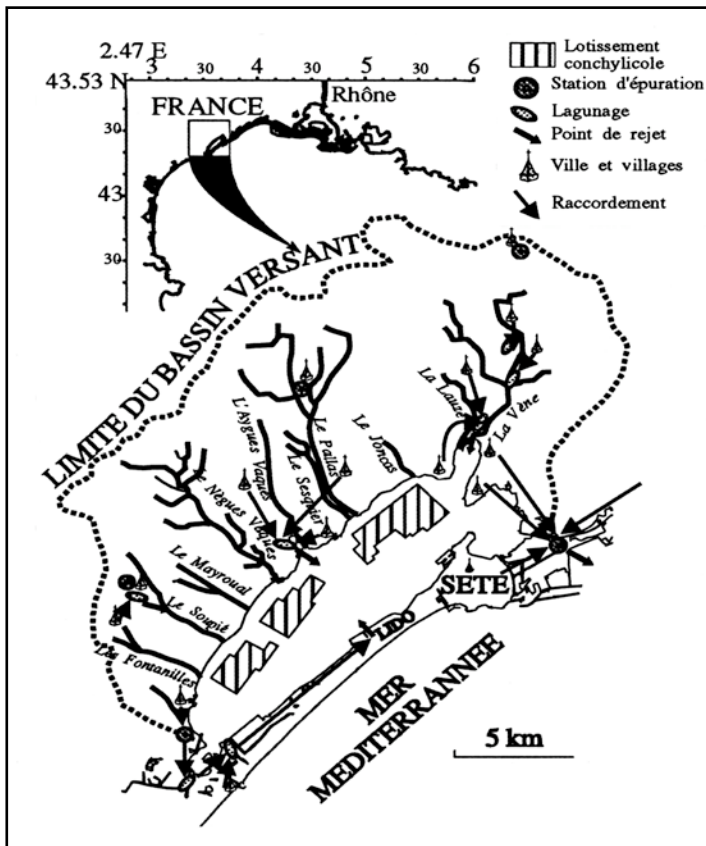 2.47 E
3 30 4 30 5 30 6
43.53 N
FRANCE
Rhône
30
43
30
Lotissement
conchylicole
Station d'épuration
Lagunage
Point de rejet
Ville et villages
Raccordement
LIMITE DU BASSIN VERSANT
La Lauze
La Vène
Le Joncas
Le Pallas
Le Sesquier
L'Aygues Vaques
Le Nègues Vaques
Le Mayroual
Le Soupié
Les Fontanilles
SETE
LIDO
MER
MEDITERRANNEE
5 km